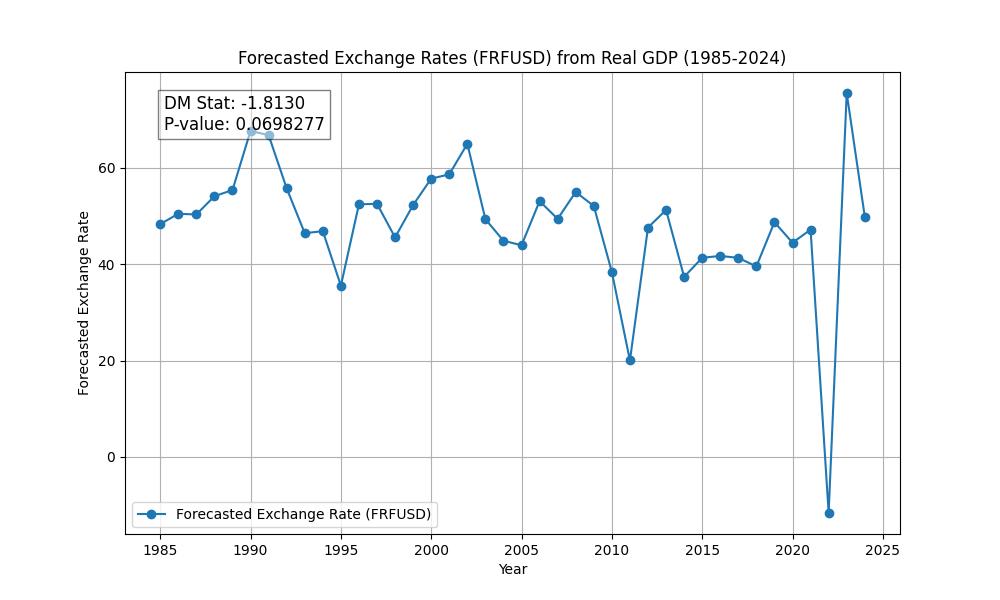 Forecasted Exchange Rates (FRFUSD) from Real GDP (1985-2024)
DM Stat: -1.8130
P-value: 0.0698277
60
40
20
0
Forecasted Exchange Rate
Forecasted Exchange Rate (FRFUSD)
1985 1990 1995 2000 2005 2010 2015 2020 2025
Year